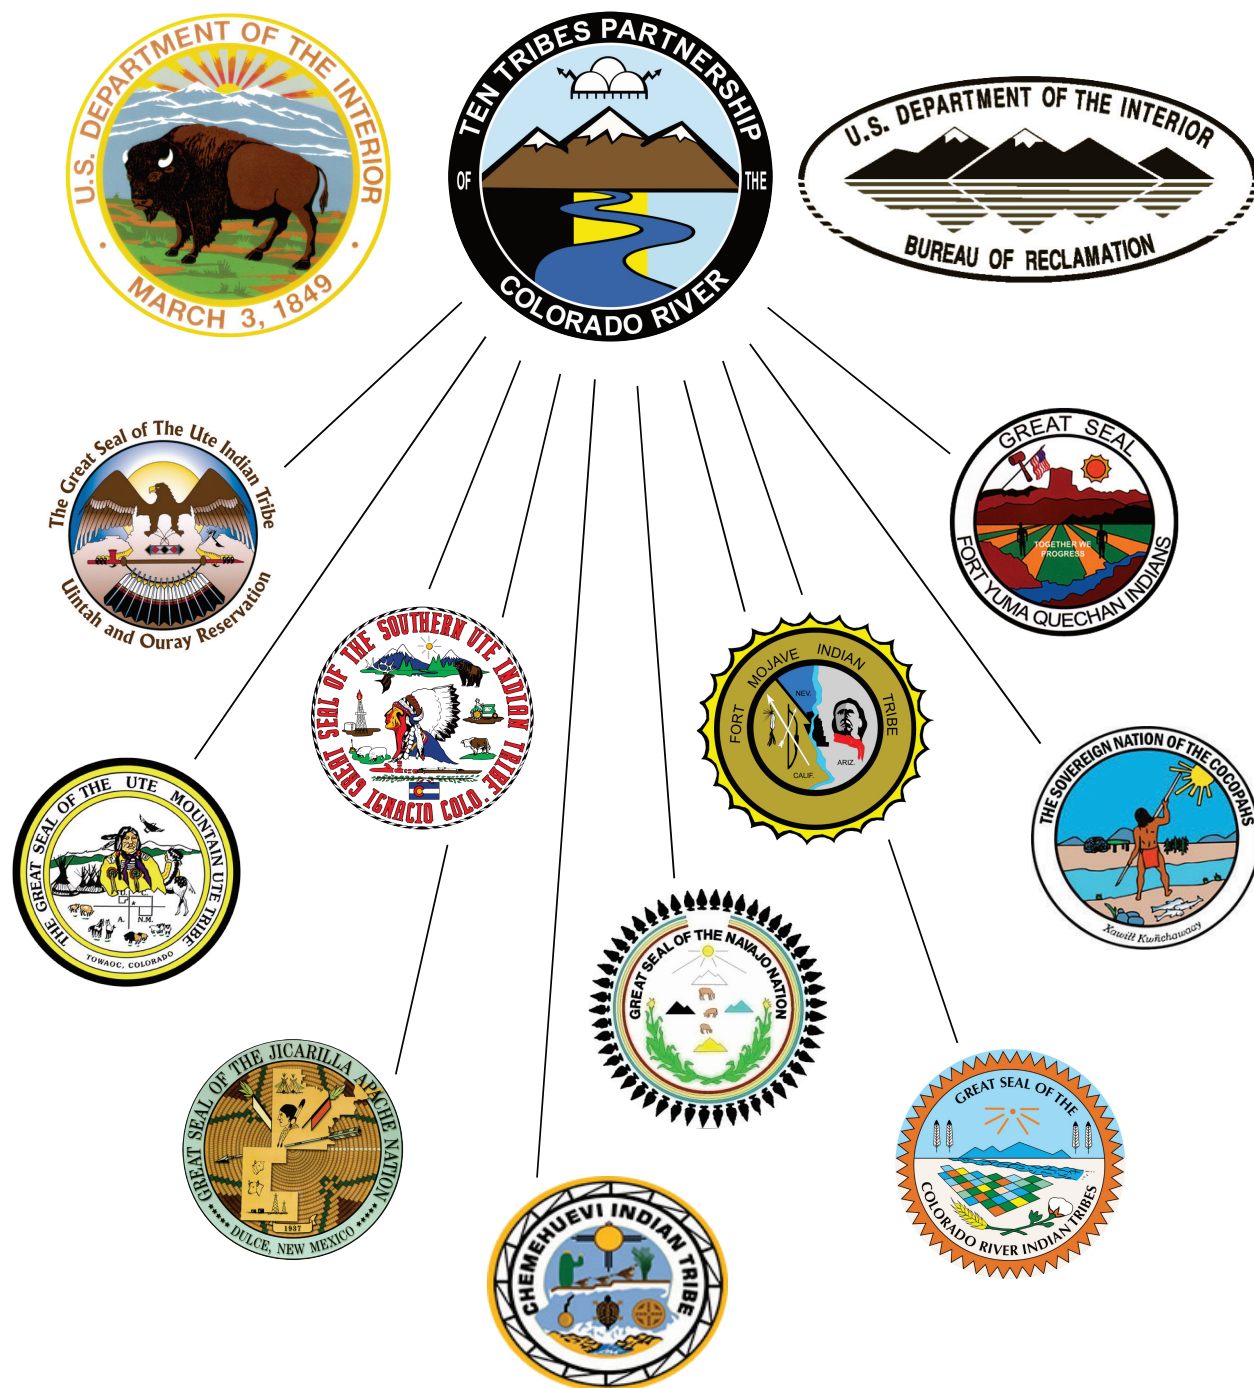 U.S. DEPARTMENT OF THE INTERIOR
MARCH 3, 1849
TEN TRIBES PARTNERSHIP
OF THE
COLORADO RIVER
U.S. DEPARTMENT OF THE INTERIOR
BUREAU OF RECLAMATION
The Great Seal of The Ute Indian Tribe
Uintah and Ouray Reservation
GREAT SEAL
TOGETHER WE
PROGRESS
FORT YUMA QUECHAN INDIANS
GREAT SEAL OF THE SOUTHERN UTE INDIAN TRIBE
IGNACIO COLO.
FORT MOJAVE INDIAN TRIBE
NEV.
ARIZ.
CALIF.
THE SOVEREIGN NATION OF THE COCOPAHS
Xawitt Kwñchawaay
THE GREAT SEAL OF THE UTE MOUNTAIN UTE TRIBE
A. N.M.
TOWAOC, COLORADO
GREAT SEAL OF THE NAVAJO NATION
GREAT SEAL OF THE JICARILLA APACHE NATION
1937
DULCE, NEW MEXICO
GREAT SEAL OF THE
COLORADO RIVER INDIAN TRIBES
CHEMEHUEVI INDIAN TRIBE